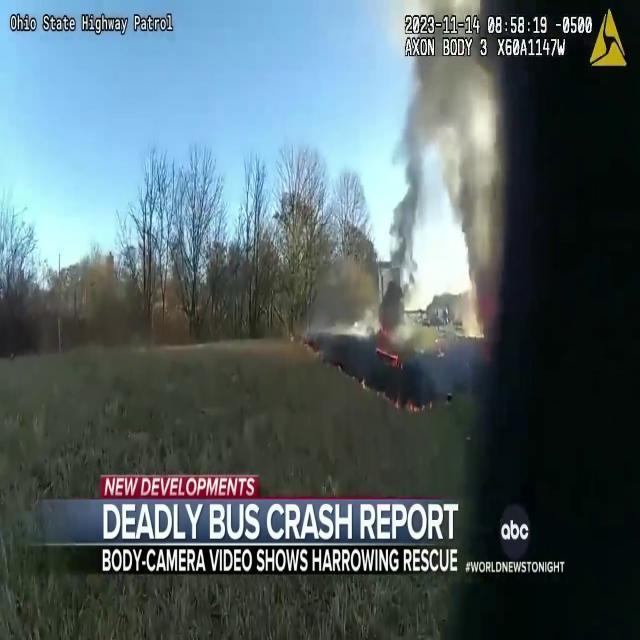 Ohio State Highway Patrol
2023-11-14 08:58:19 -0500
AXON BODY 3 X60A1147W
NEW DEVELOPMENTS
DEADLY BUS CRASH REPORT
BODY-CAMERA VIDEO SHOWS HARROWING RESCUE
abc
#WORLDNEWSTONIGHT